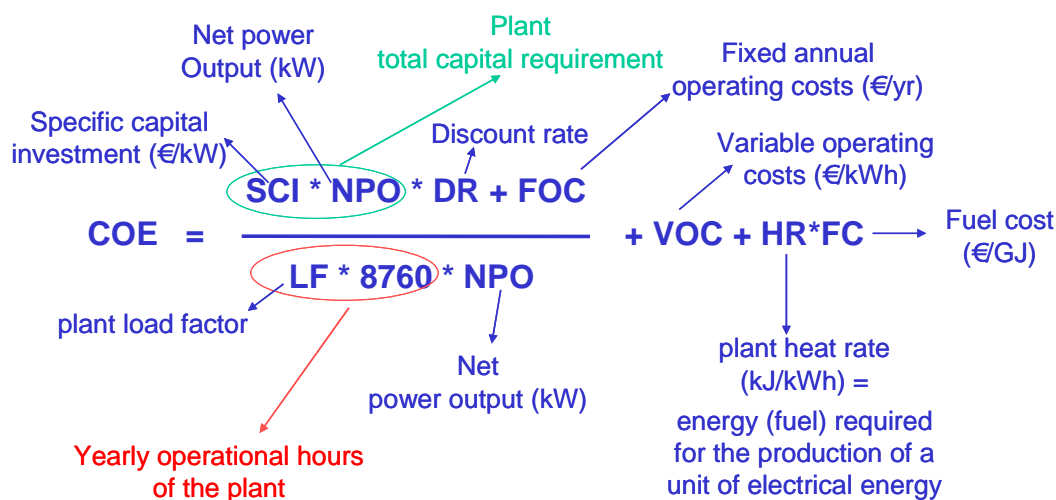 Plant
total capital requirement
Net power
Output (kW)
Fixed annual
operating costs (€/yr)
Specific capital
investment (€/kW)
Discount rate
Variable operating
costs (€/kWh)
SCI * NPO * DR + FOC
COE = + VOC + HR*FC
Fuel cost
(€/GJ)
LF * 8760 * NPO
plant load factor
Net
power output (kW)
plant heat rate
(kJ/kWh) =
energy (fuel) required
for the production of a
unit of electrical energy
Yearly operational hours
of the plant